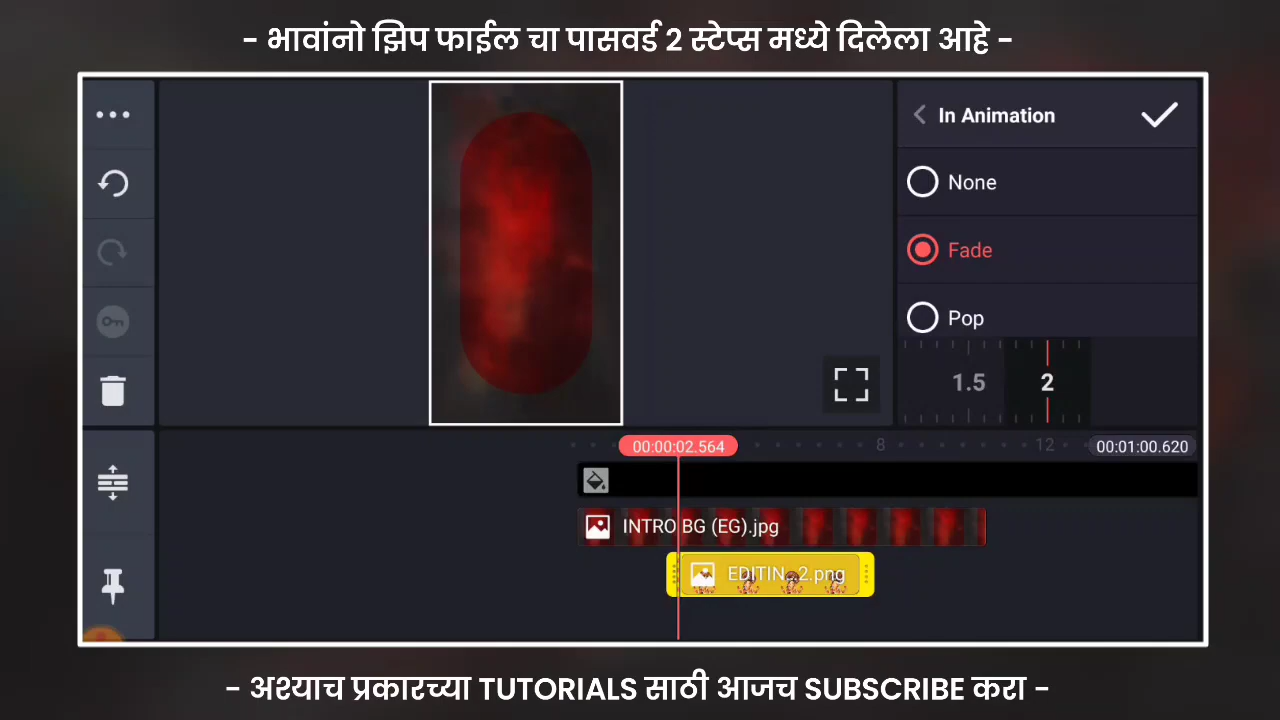 - भावांनो झिप फाईल चा पासवर्ड 2 स्टेप्स मध्ये दिलेला आहे -
In Animation
None
Fade
Pop
1.5 2
00:00:02.564 8 12 00:01:00.620
INTRO BG (EG).jpg
EDITIN...2.png
- अश्याच प्रकारच्या TUTORIALS साठी आजच SUBSCRIBE करा -